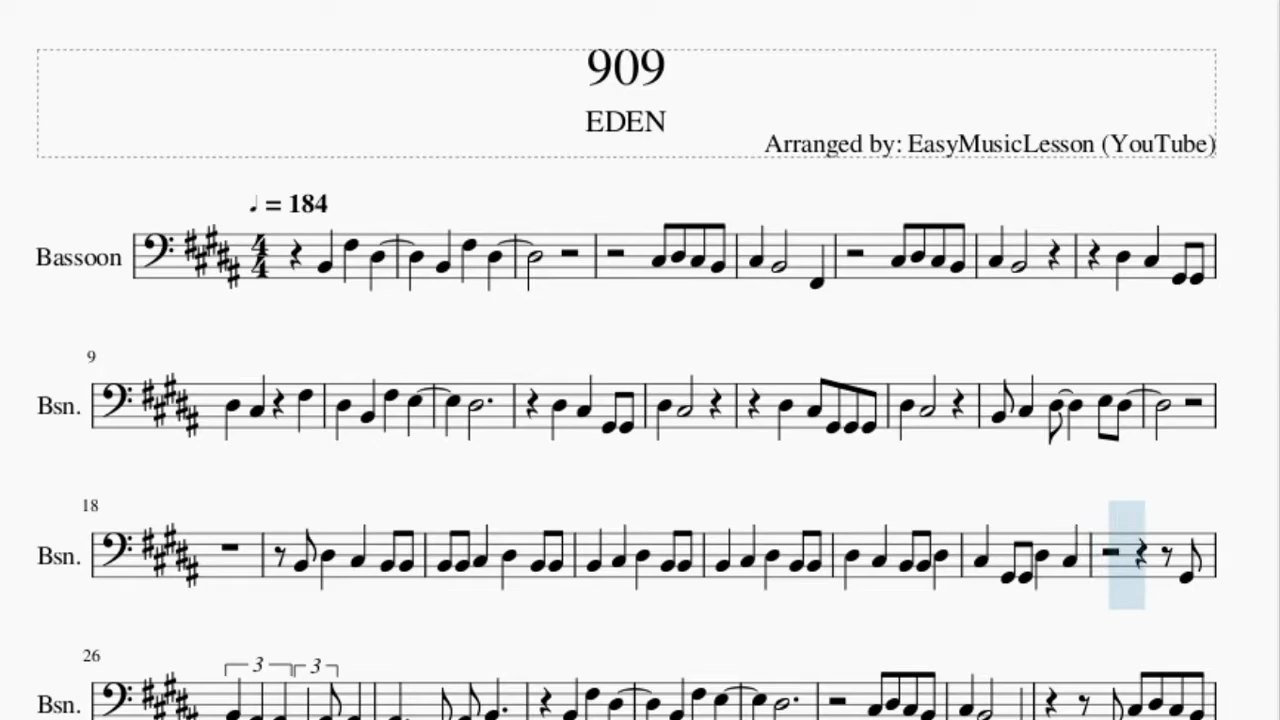 909
EDEN
Arranged by: EasyMusicLesson (YouTube)
♩ = 184
Bassoon
4
4
9
Bsn.
18
Bsn.
26
3 3
Bsn.